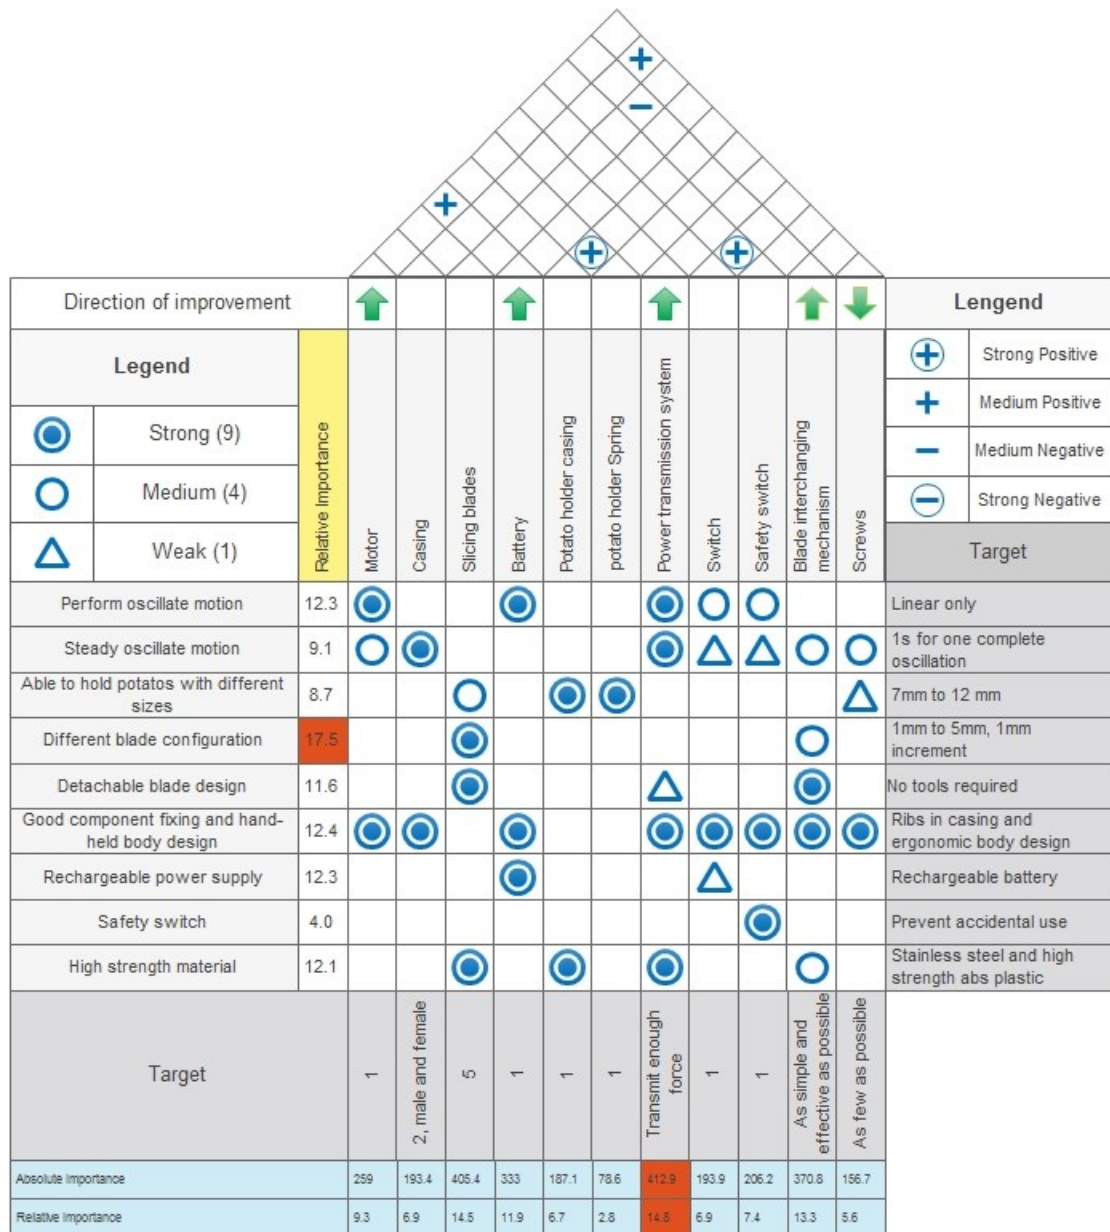 Direction of improvement
Lengend
Legend
Strong (9)
Medium (4)
Weak (1)
Relative Importance
Motor
Casing
Slicing blades
Battery
Potato holder casing
potato holder Spring
Power transmission system
Switch
Safety switch
Blade interchanging
mechanism
Screws
Strong Positive
Medium Positive
Medium Negative
Strong Negative
Target
Perform oscillate motion
12.3
Linear only
Steady oscillate motion
9.1
1s for one complete
oscillation
Able to hold potatos with different
sizes
8.7
7mm to 12 mm
Different blade configuration
17.5
1mm to 5mm, 1mm
increment
Detachable blade design
11.6
No tools required
Good component fixing and hand-
held body design
12.4
Ribs in casing and
ergonomic body design
Rechargeable power supply
12.3
Rechargeable battery
Safety switch
4.0
Prevent accidental use
High strength material
12.1
Stainless steel and high
strength abs plastic
Target
1
2, male and female
5
1
1
1
Transmit enough
force
1
1
As simple and
effective as possible
As few as possible
Absolute Importance
259
193.4
405.4
333
187.1
78.6
412.9
193.9
206.2
370.8
156.7
Relative Importance
9.3
6.9
14.5
11.9
6.7
2.8
14.8
6.9
7.4
13.3
5.6